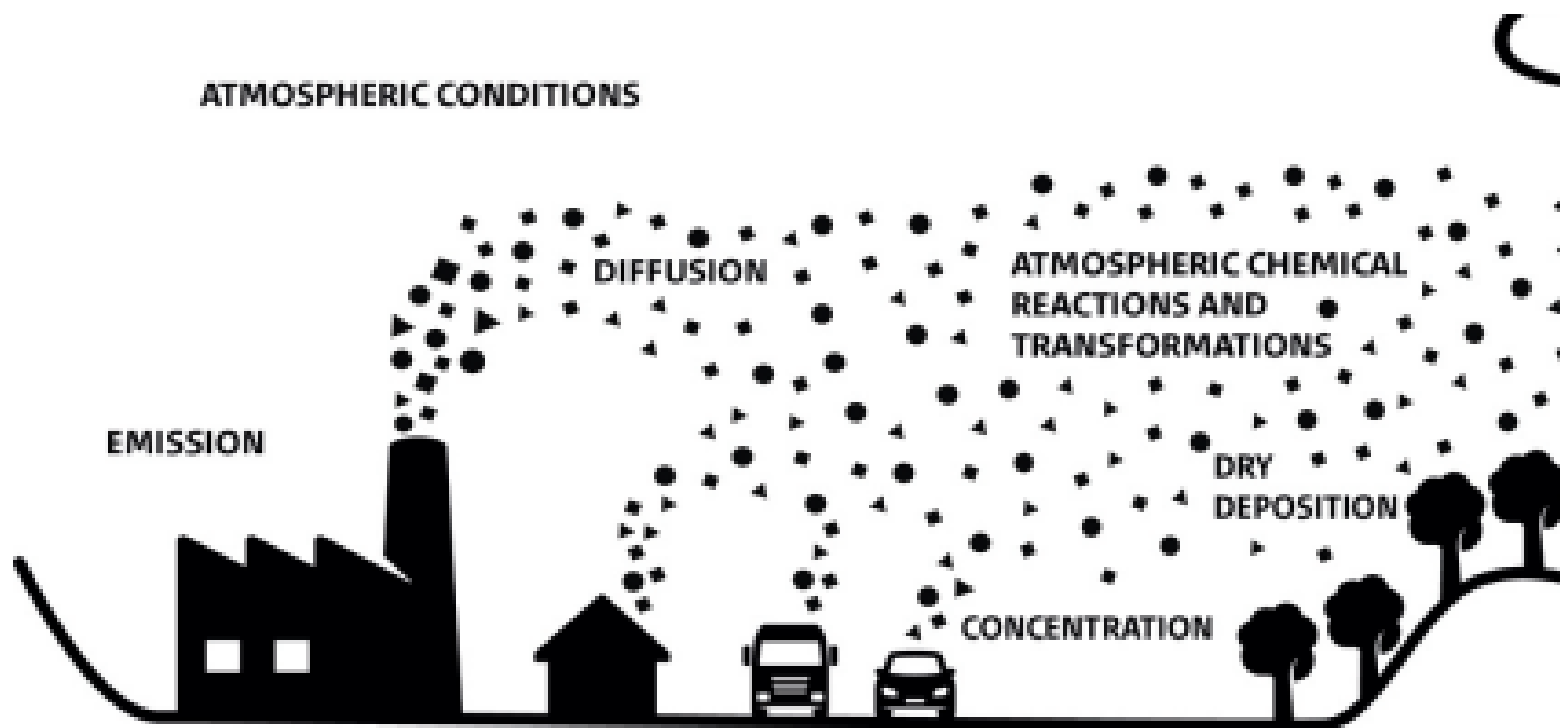 ATMOSPHERIC CONDITIONS
DIFFUSION
ATMOSPHERIC CHEMICAL
REACTIONS AND
TRANSFORMATIONS
EMISSION
DRY
DEPOSITION
CONCENTRATION